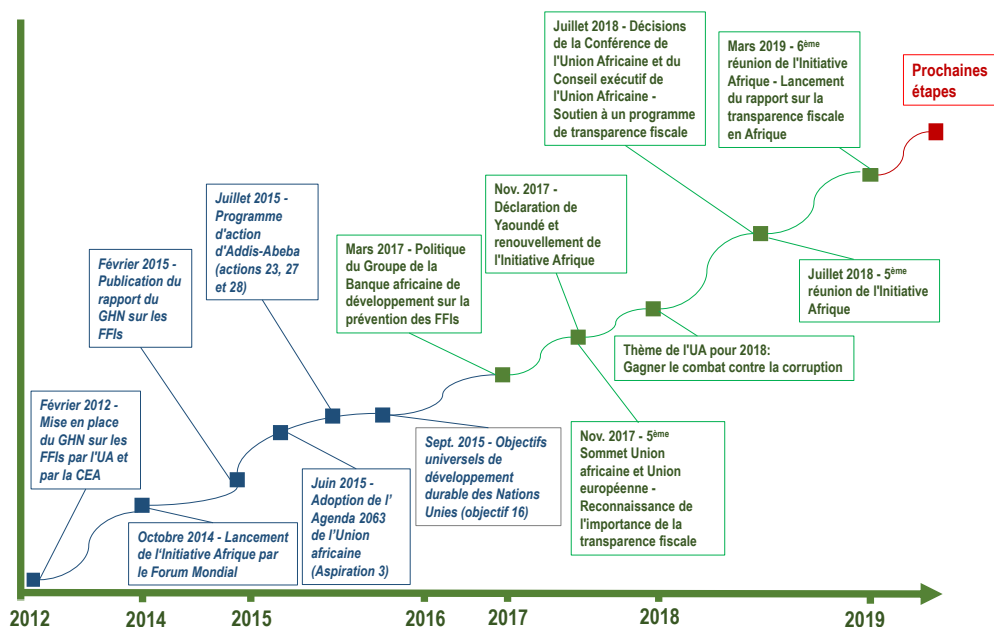 Février 2012 -
Mise en place
du GHN sur les
FFIs par l'UA et
par la CEA
Octobre 2014 - Lancement
de l'Initiative Afrique par
le Forum Mondial
Février 2015 -
Publication du
rapport du
GHN sur les
FFIs
Juin 2015 -
Adoption de l'
Agenda 2063
de l'Union
africaine
(Aspiration 3)
Juillet 2015 -
Programme
d'action
d'Addis-Abeba
(actions 23, 27
et 28)
Sept. 2015 - Objectifs
universels de
développement
durable des Nations
Unies (objectif 16)
Mars 2017 - Politique
du Groupe de la
Banque africaine de
développement sur la
prévention des FFIs
Nov. 2017 -
Déclaration de
Yaoundé et
renouvellement de
l'Initiative Afrique
Nov. 2017 - 5ème
Sommet Union
africaine et Union
européenne -
Reconnaissance de
l'importance de la
transparence fiscale
Thème de l'UA pour 2018:
Gagner le combat contre la corruption
Juillet 2018 - Décisions
de la Conférence de
l'Union Africaine et du
Conseil exécutif de
l'Union Africaine -
Soutien à un programme
de transparence fiscale
Juillet 2018 - 5ème
réunion de l'Initiative
Afrique
Mars 2019 - 6ème
réunion de l'Initiative
Afrique - Lancement
du rapport sur la
transparence fiscale
en Afrique
Prochaines
étapes
2012
2014
2015
2016
2017
2018
2019